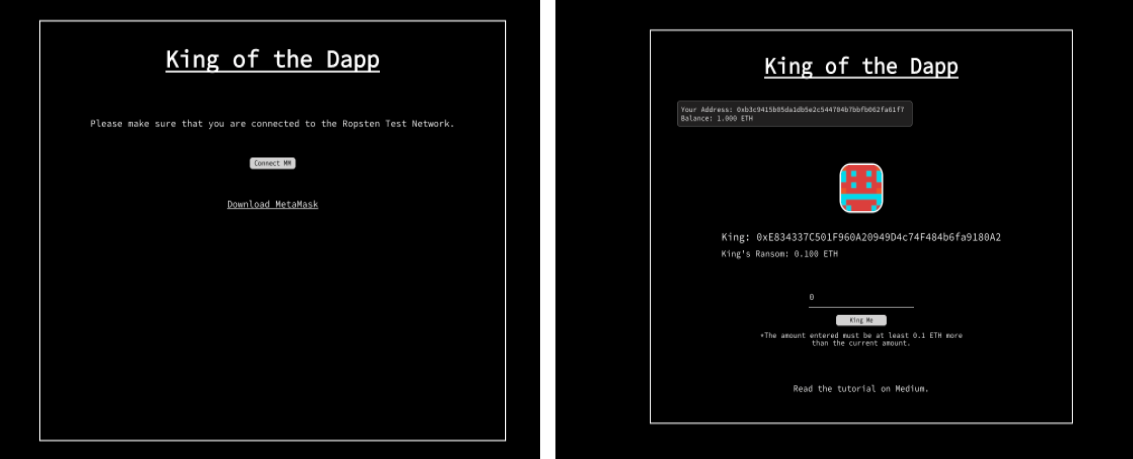 King of the Dapp
Please make sure that you are connected to the Ropsten Test Network.
Connect MM
Download MetaMask
King of the Dapp
Your Address: 0xb3c9415b05da1db5e2c544704b7bbfb062fa61f7
Balance: 1.000 ETH
King: 0xE834337C501F960A20949D4c74F484b6fa9180A2
King's Ransom: 0.100 ETH
0
King Me
*The amount entered must be at least 0.1 ETH more
than the current amount.
Read the tutorial on Medium.